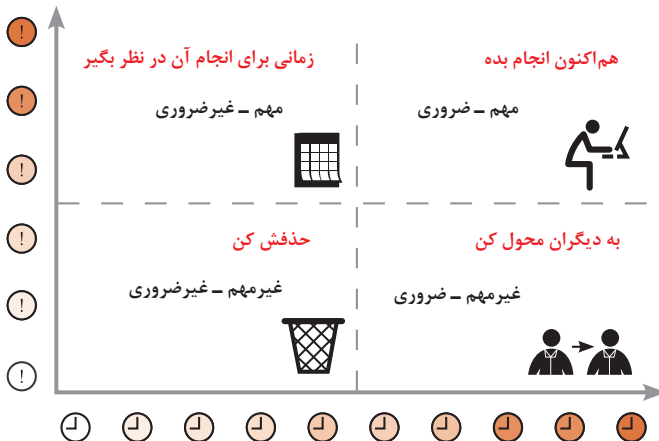 هم‌اکنون انجام بده
مهم ـ ضروری
زمانی برای انجام آن در نظر بگیر
مهم ـ غیرضروری
به دیگران محول کن
غیرمهم ـ ضروری
حذفش کن
غیرمهم ـ غیرضروری